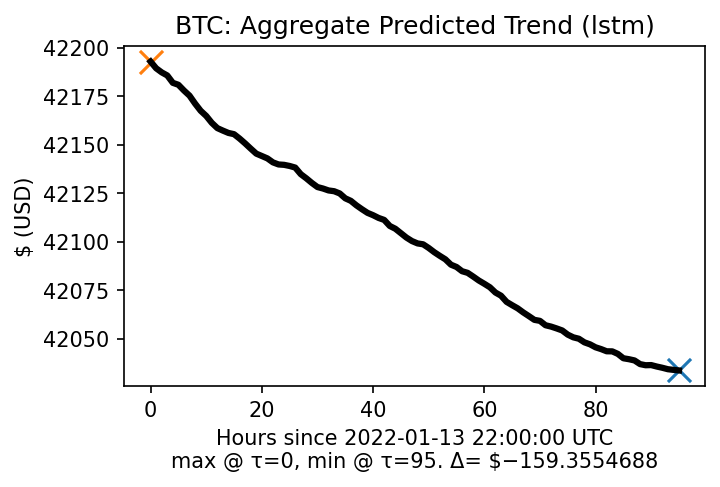 BTC: Aggregate Predicted Trend (lstm)
42200
42175
42150
42125
42100
42075
42050
$ (USD)
0 20 40 60 80
Hours since 2022-01-13 22:00:00 UTC
max @ τ=0, min @ τ=95. Δ= $−159.3554688